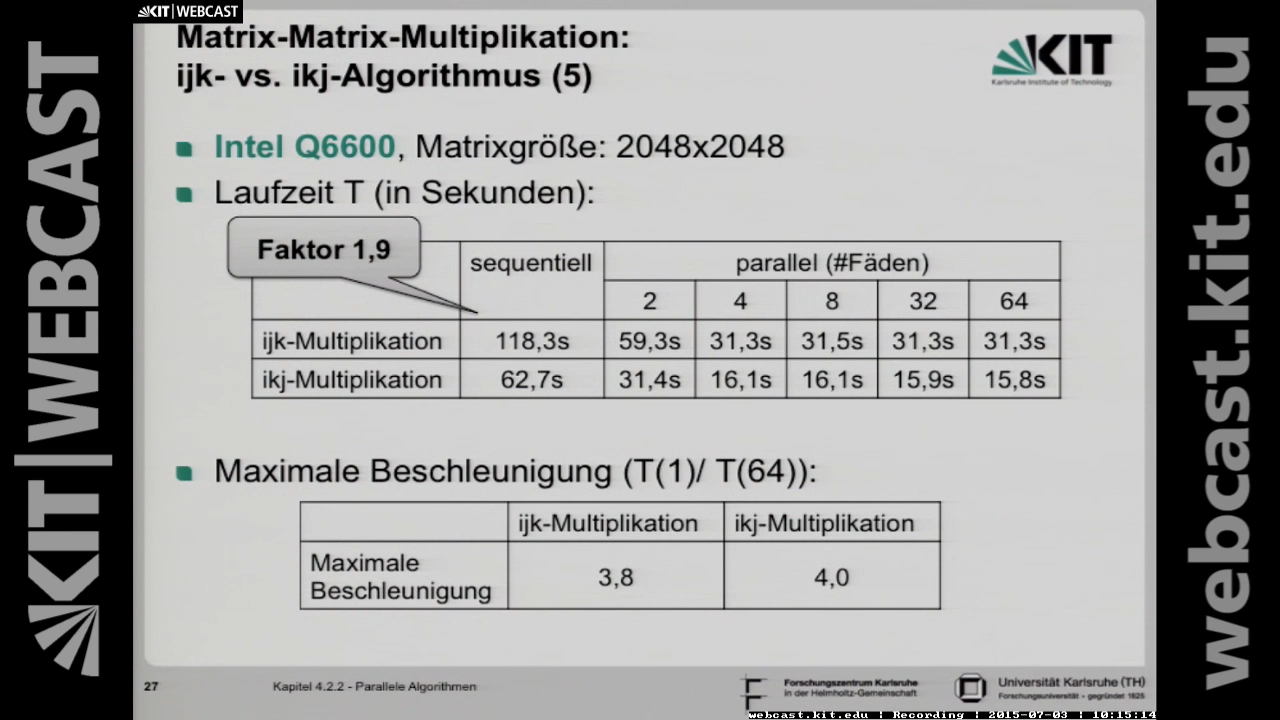 KIT|WEBCAST
KIT|WEBCAST
webcast.kit.edu
Matrix-Matrix-Multiplikation:
ijk- vs. ikj-Algorithmus (5)
KIT
Karlsruhe Institute of Technology
Intel Q6600, Matrixgröße: 2048x2048
Laufzeit T (in Sekunden):
Faktor 1,9
sequentiell parallel (#Fäden)
2 4 8 32 64
ijk-Multiplikation 118,3s 59,3s 31,3s 31,5s 31,3s 31,3s
ikj-Multiplikation 62,7s 31,4s 16,1s 16,1s 15,9s 15,8s
Maximale Beschleunigung (T(1)/ T(64)):
ijk-Multiplikation ikj-Multiplikation
Maximale
Beschleunigung 3,8 4,0
27 Kapitel 4.2.2 - Parallele Algorithmen
Forschungszentrum Karlsruhe
in der Helmholtz-Gemeinschaft
Universität Karlsruhe (TH)
Forschungsuniversität • gegründet 1825
webcast.kit.edu | Recording | 2015-07-03 | 10:15:14